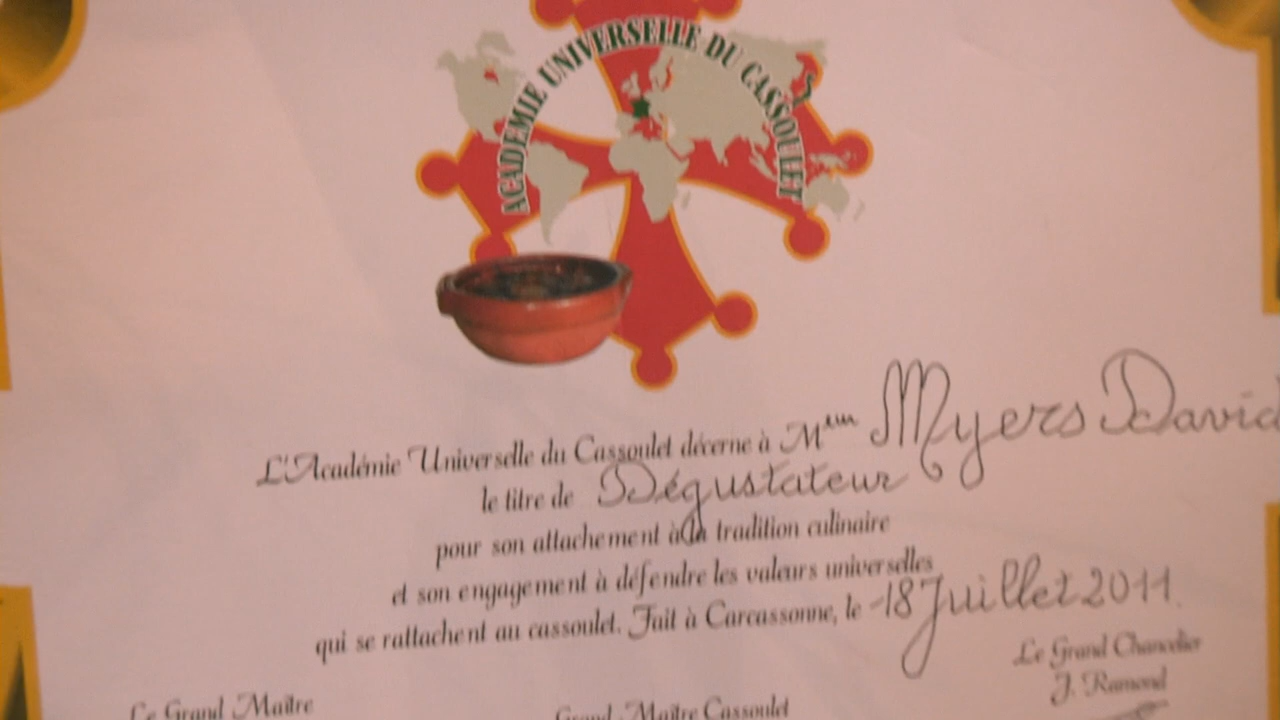 ACADÉMIE UNIVERSELLE DU CASSOULET
L'Académie Universelle du Cassoulet décerne à M^eur Myers David
le titre de Dégustateur
pour son attachement à la tradition culinaire
et son engagement à défendre les valeurs universelles
qui se rattachent au cassoulet. Fait à Carcassonne, le 18 Juillet 2011.
Le Grand Chancelier
J. Ramond
Le Grand Maître
Grand Maître Cassoulet